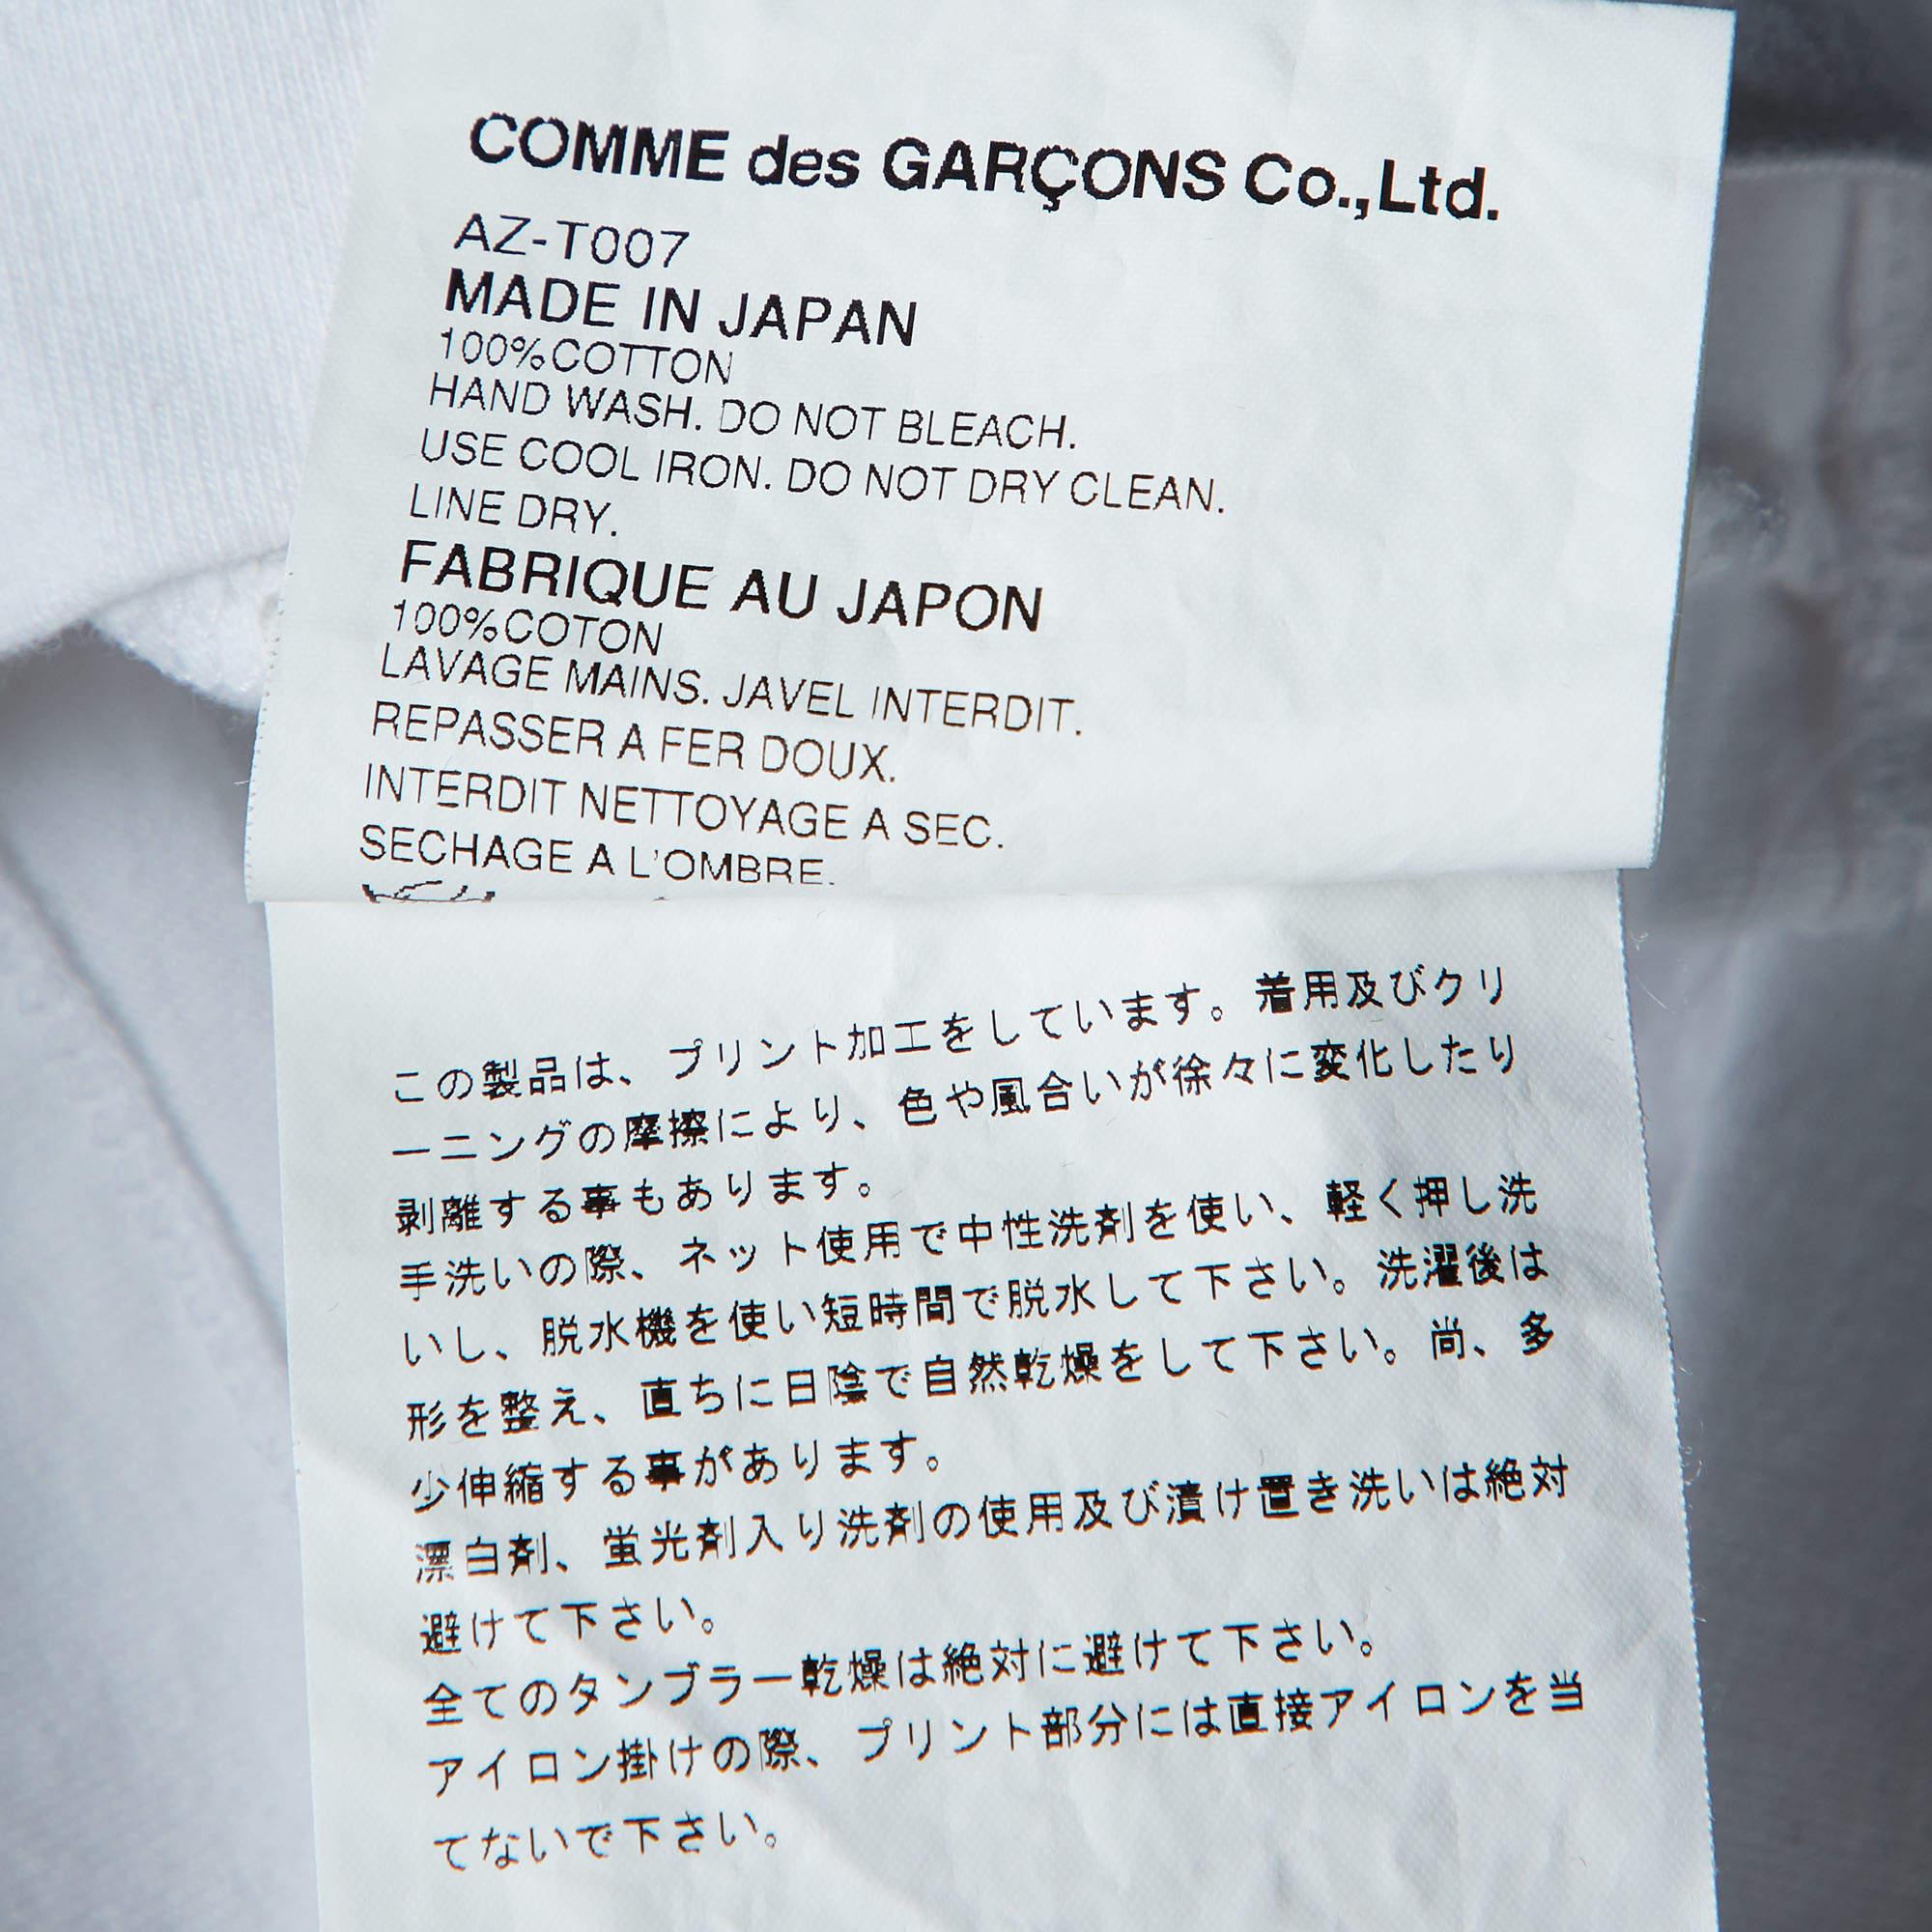 COMME des GARÇONS Co.,Ltd.
AZ-T007
MADE IN JAPAN
100%COTTON
HAND WASH. DO NOT BLEACH.
USE COOL IRON. DO NOT DRY CLEAN.
LINE DRY.
FABRIQUE AU JAPON
100%COTON
LAVAGE MAINS. JAVEL INTERDIT.
REPASSER A FER DOUX.
INTERDIT NETTOYAGE A SEC.
SECHAGE A L'OMBRE.
この製品は、プリント加工をしています。着用及びクリ
ーニングの摩擦により、色や風合いが徐々に変化したり
剥離する事もあります。
手洗いの際、ネット使用で中性洗剤を使い、軽く押し洗
いし、脱水機を使い短時間で脱水して下さい。洗濯後は
形を整え、直ちに日陰で自然乾燥をして下さい。尚、多
少伸縮する事があります。
漂白剤、蛍光剤入り洗剤の使用及び漬け置き洗いは絶対
避けて下さい。
全てのタンブラー乾燥は絶対に避けて下さい。
アイロン掛けの際、プリント部分には直接アイロンを当
てないで下さい。